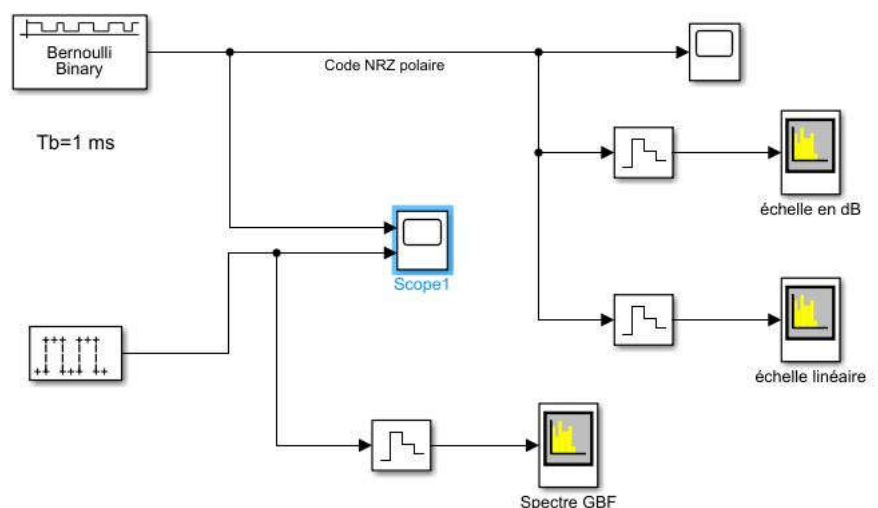 Bernoulli
Binary
Code NRZ polaire
Tb=1 ms
échelle en dB
Scope1
échelle linéaire
Spectre GBF